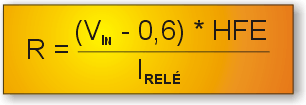 R = (V_IN - 0,6) * HFE
I_RELÉ